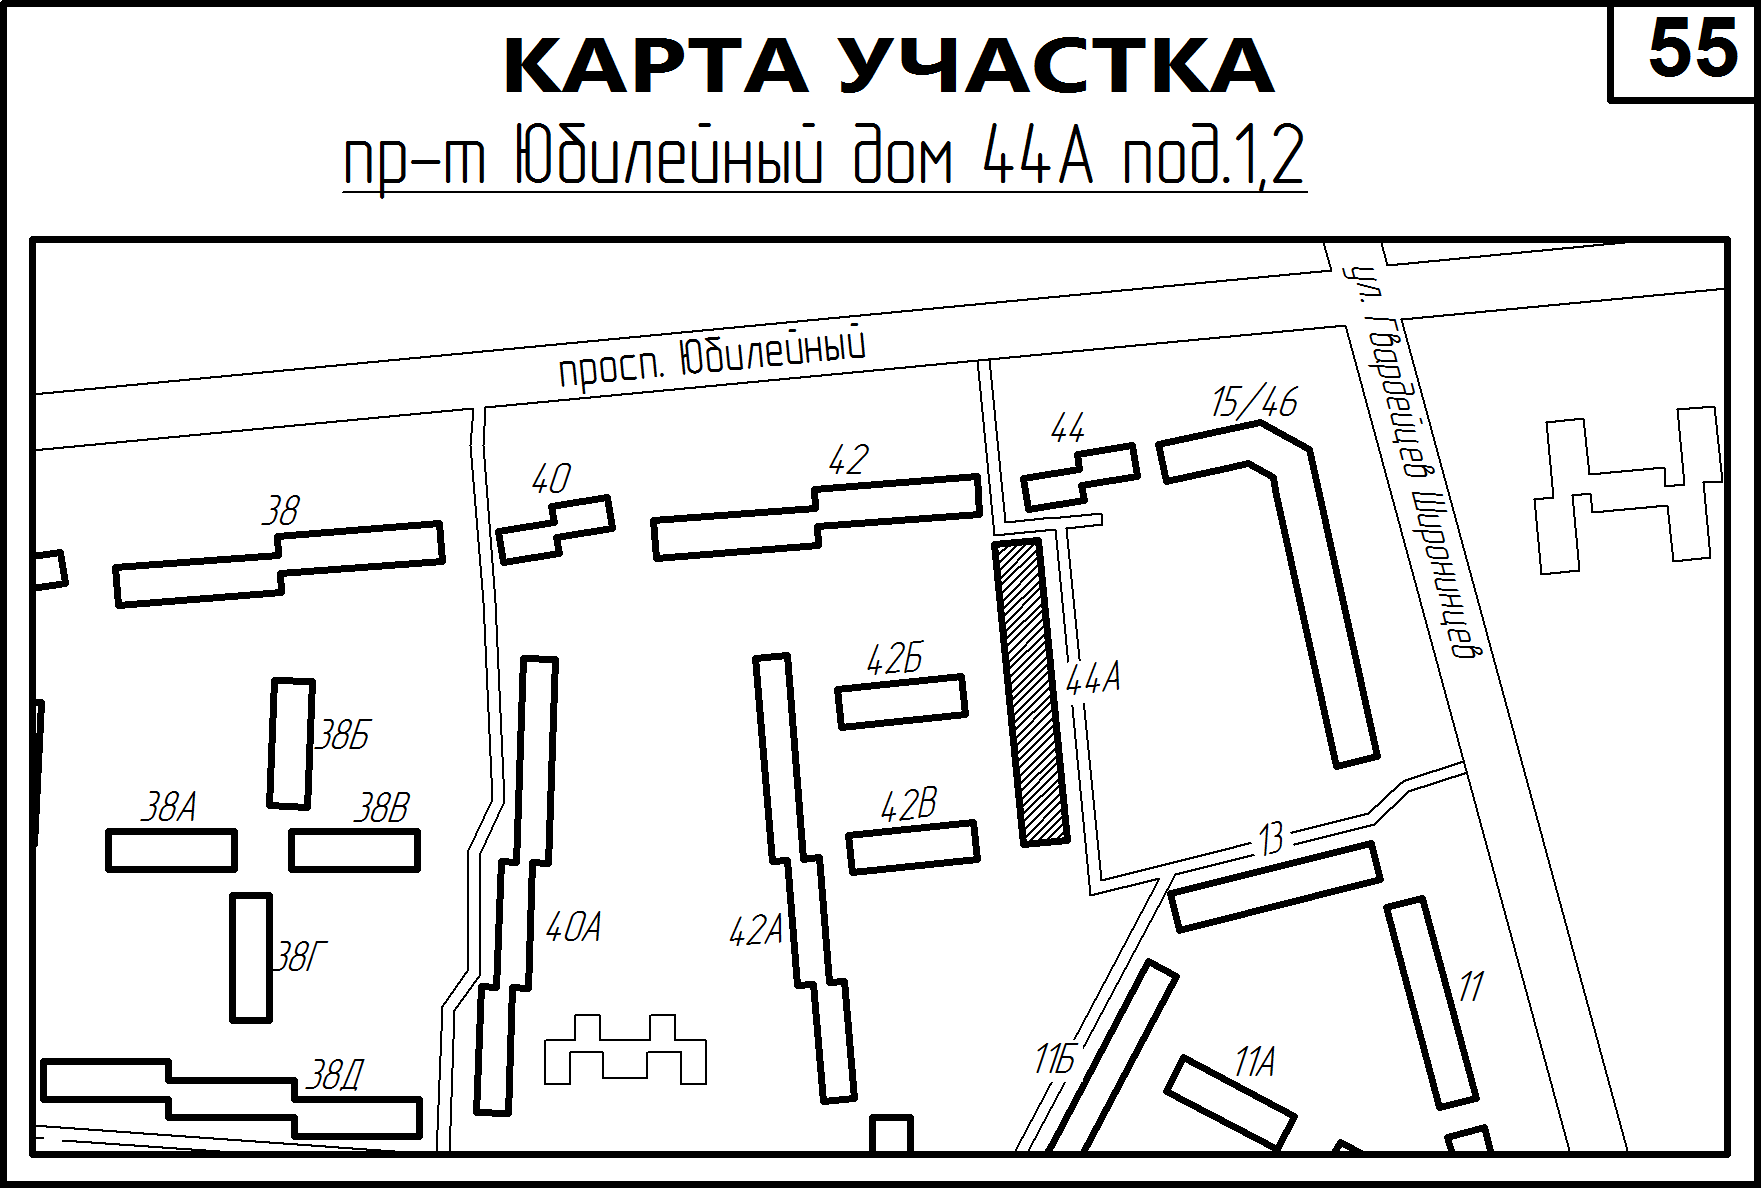 55
КАРТА УЧАСТКА
пр-т Юбилейный дом 44А под.1,2
просп. Юбилейный
ул. Гвардейцев Широнинцев
15/46
44
42
40
38
42Б
44А
38Б
38А
38В
42В
13
40А
42А
38Г
11
11Б
11А
38Д